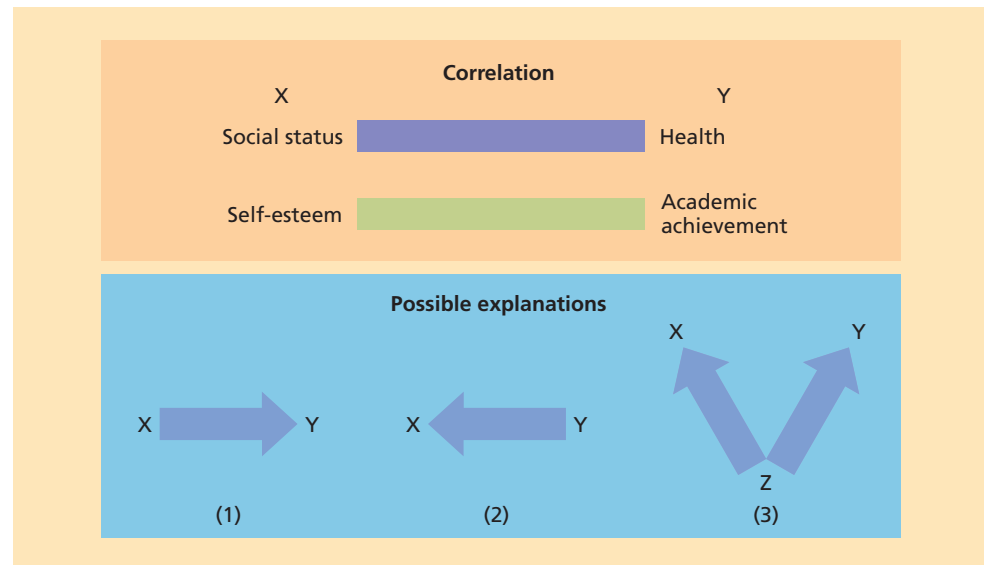 Correlation
X
Y
Social status
Health
Self-esteem
Academic
achievement
Possible explanations
X
Y
X
Y
X
Y
Z
(1)
(2)
(3)